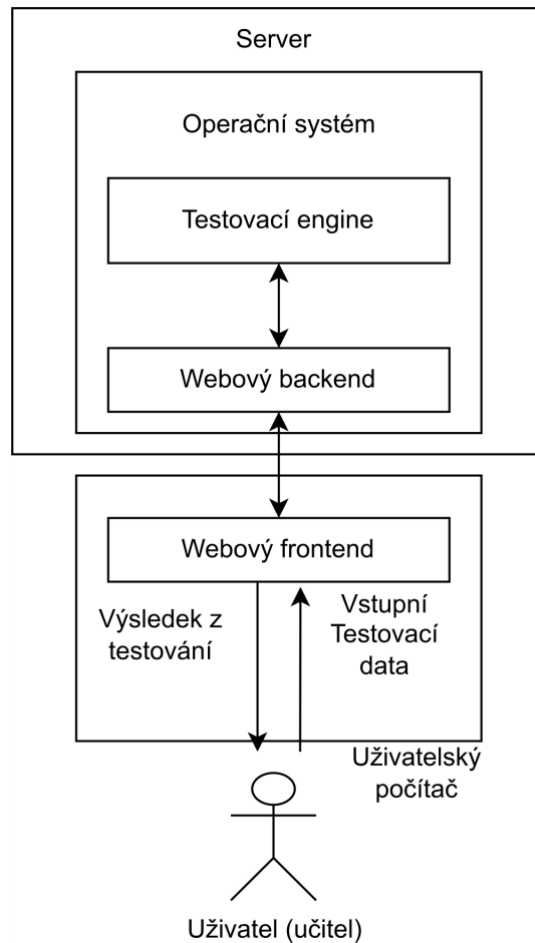 Server
Operační systém
Testovací engine
Webový backend
Webový frontend
Výsledek z
testování
Vstupní
Testovací
data
Uživatelský
počítač
Uživatel (učitel)